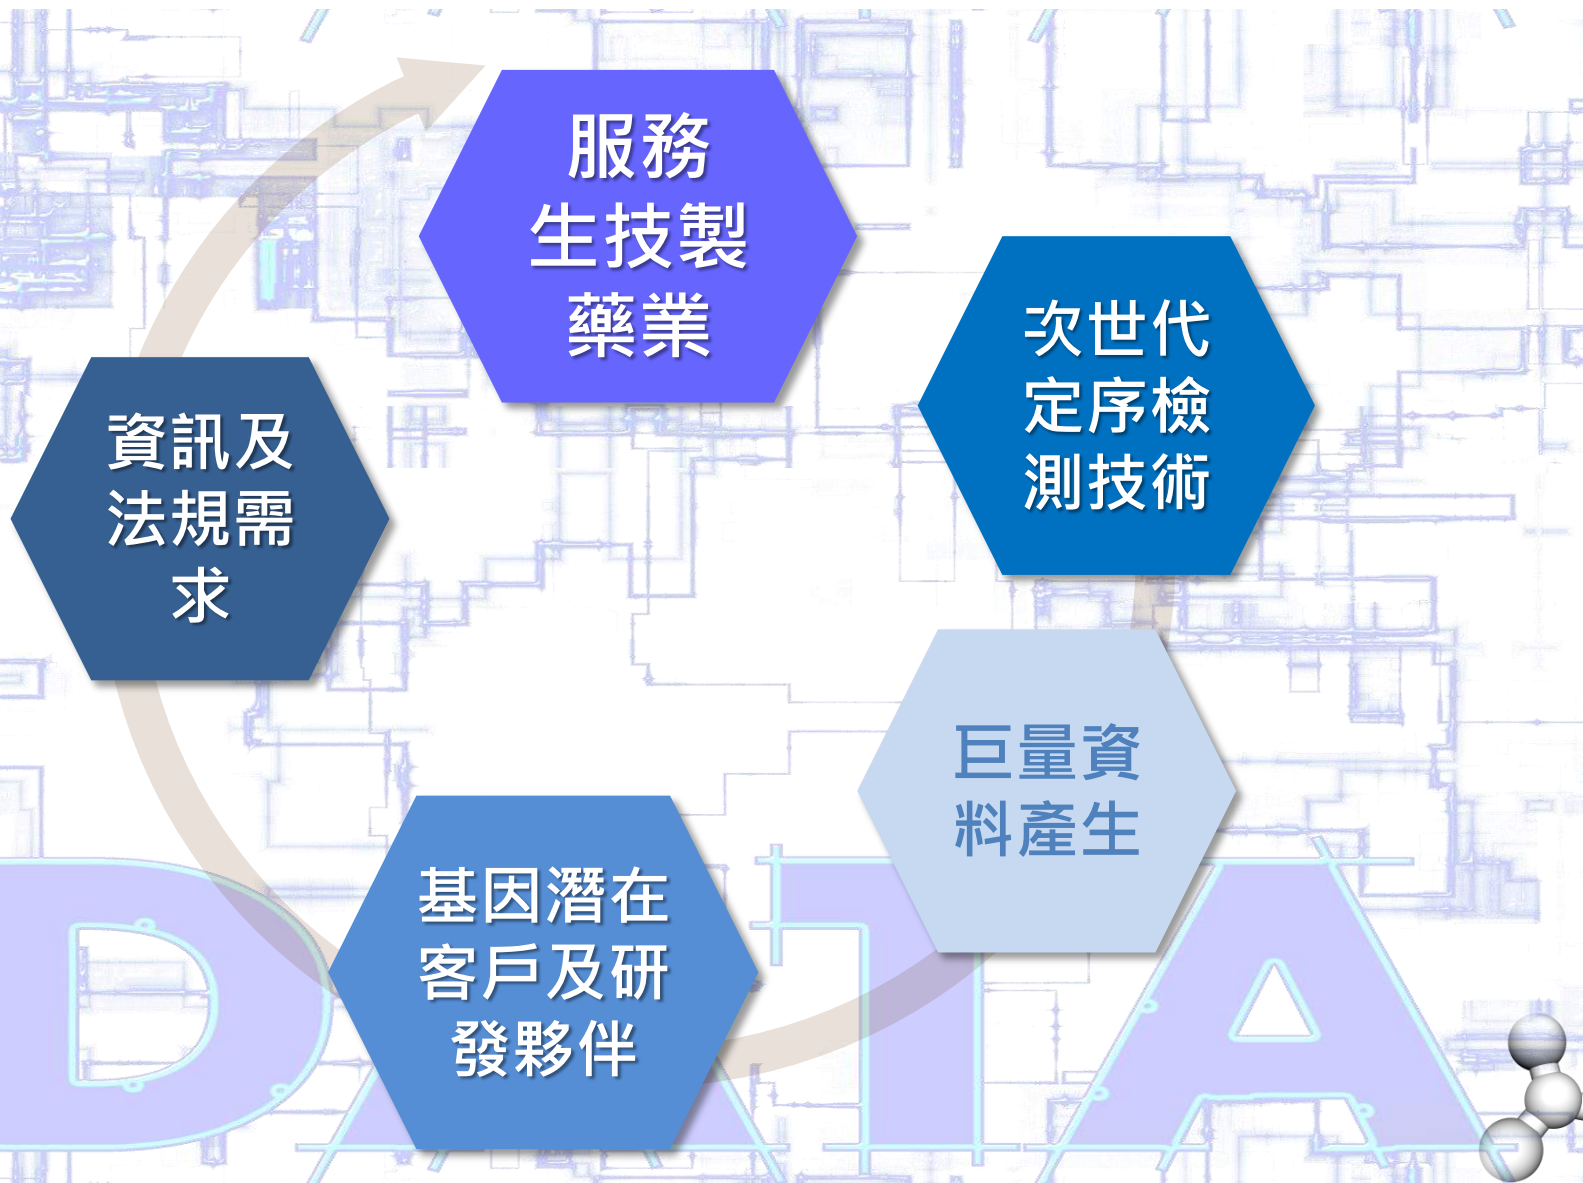 服務
生技製
藥業
次世代
定序檢
測技術
巨量資
料產生
基因潛在
客戶及研
發夥伴
資訊及
法規需
求
DATA